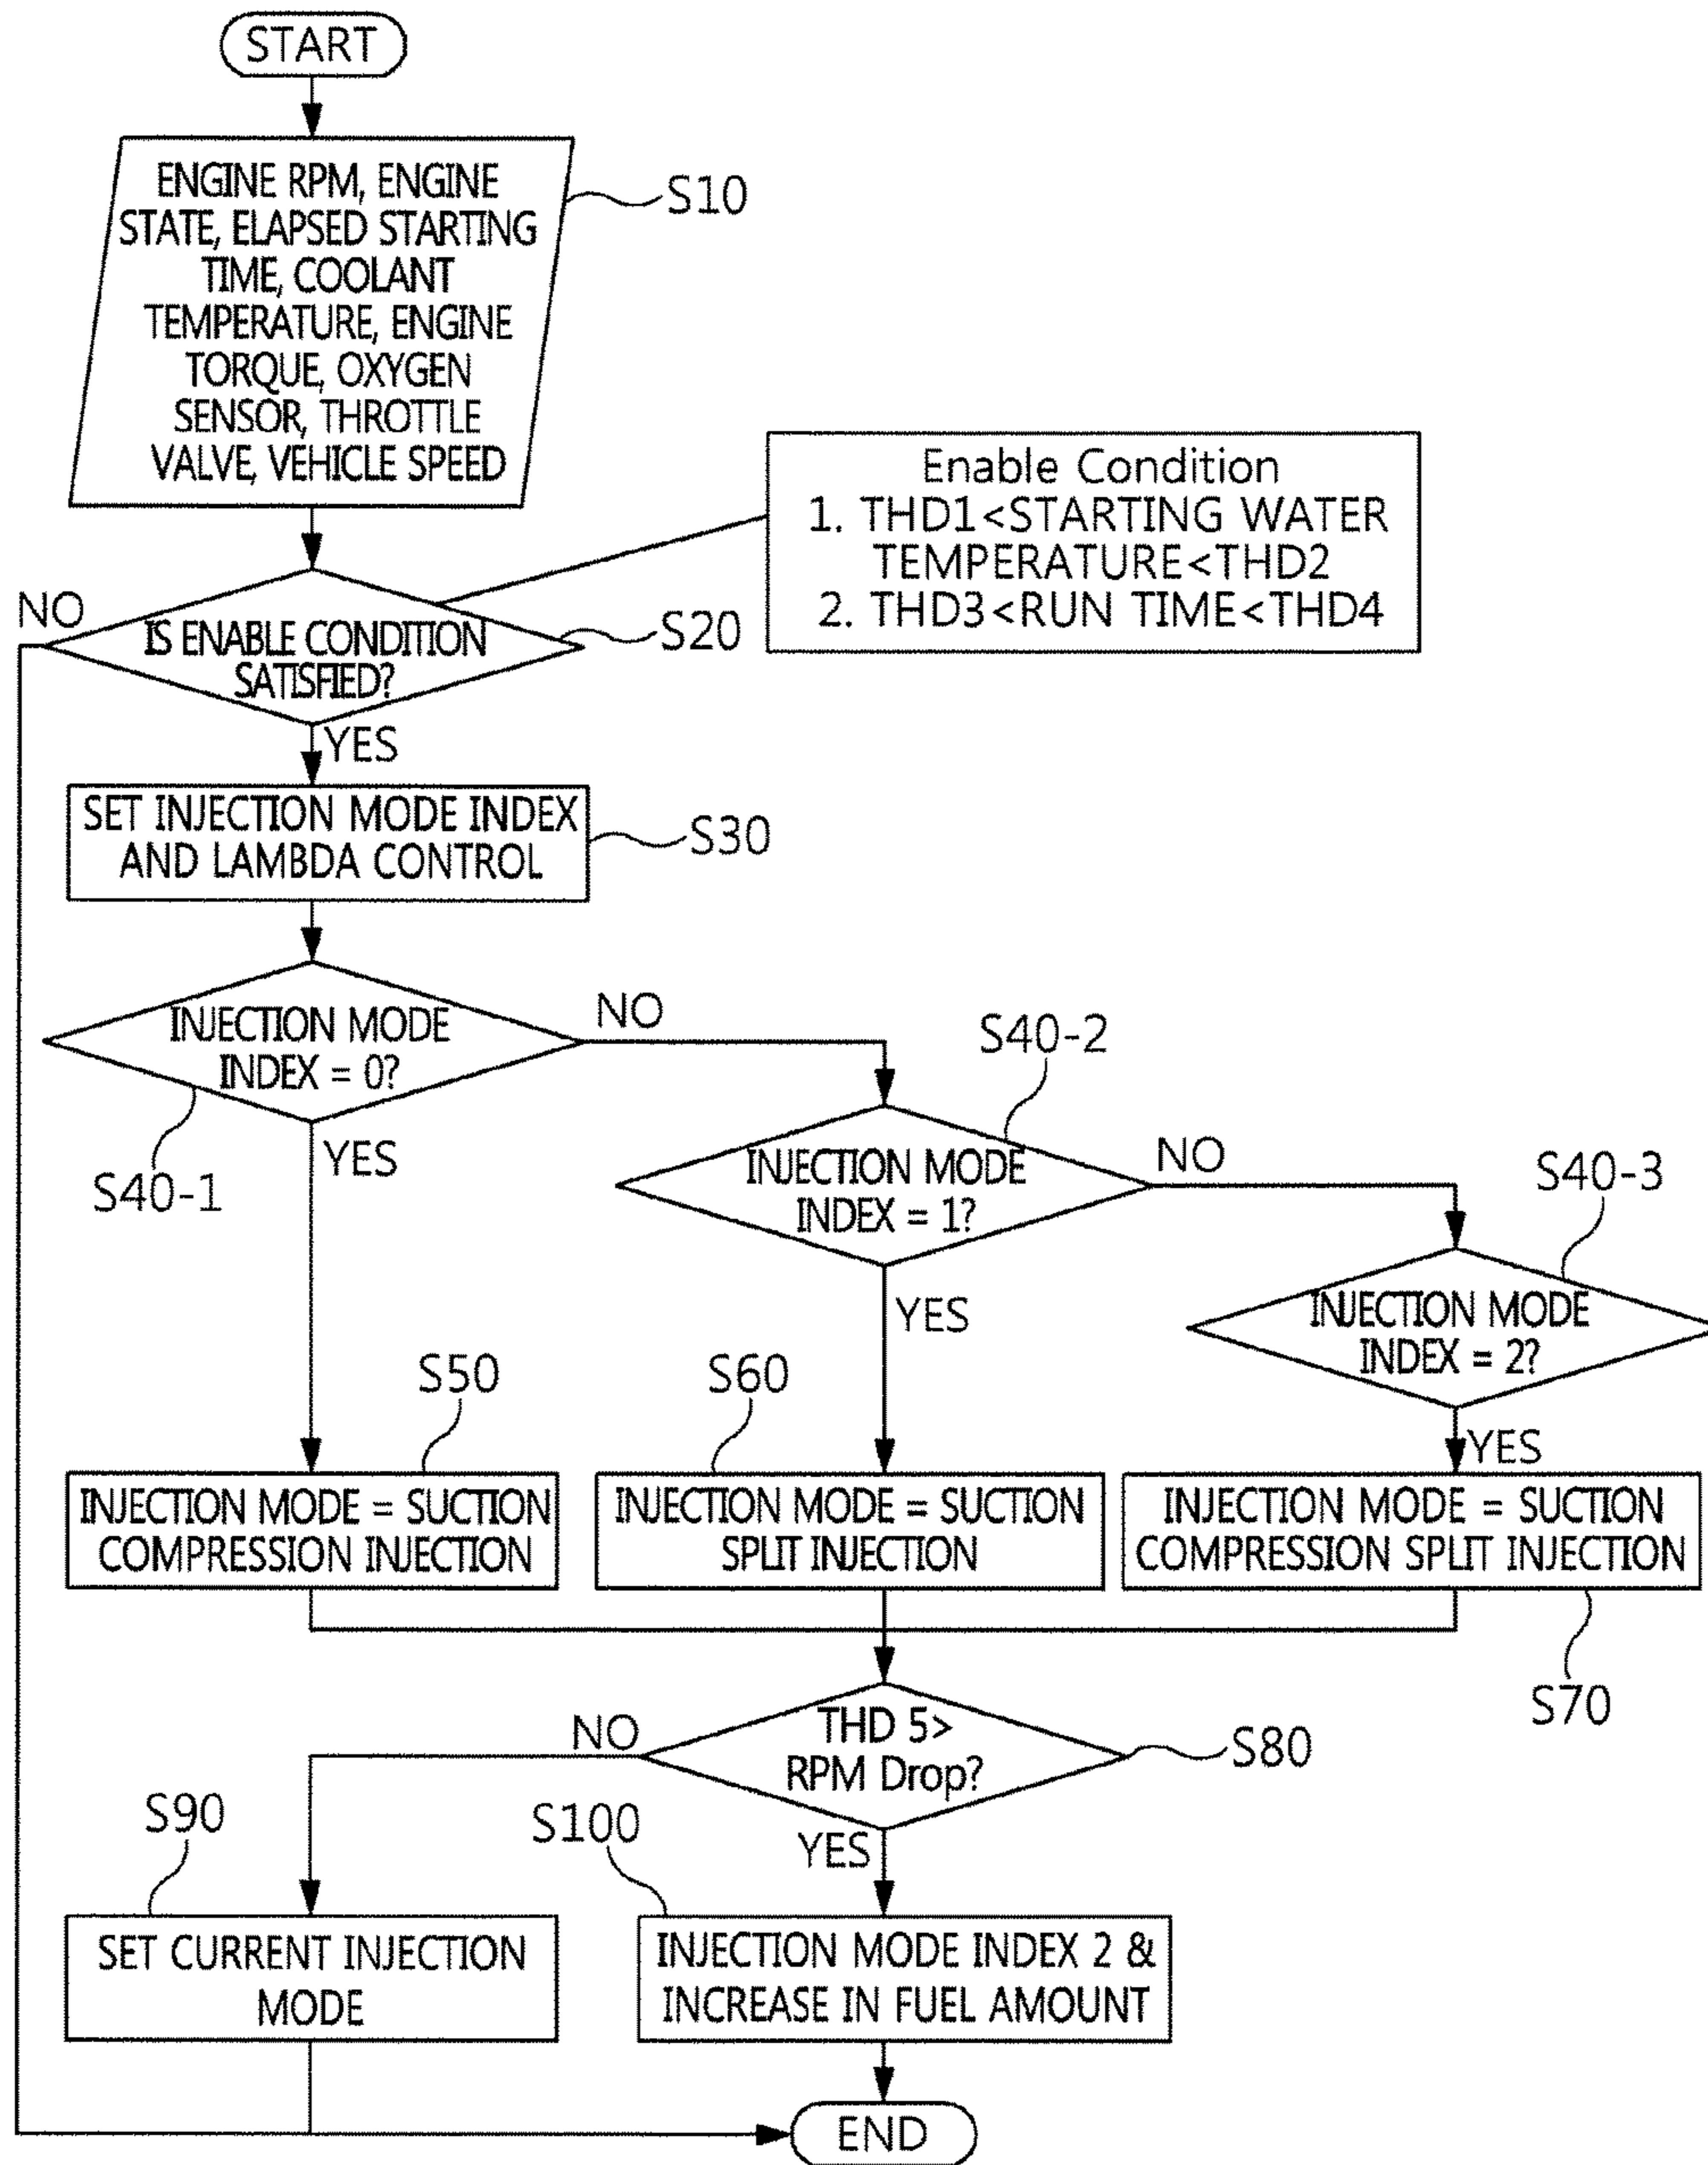 START
ENGINE RPM, ENGINE
STATE, ELAPSED STARTING
TIME, COOLANT
TEMPERATURE, ENGINE
TORQUE, OXYGEN
SENSOR, THROTTLE
VALVE, VEHICLE SPEED
S10
Enable Condition
1. THD1<STARTING WATER
TEMPERATURE<THD2
2. THD3<RUN TIME<THD4
NO
IS ENABLE CONDITION
SATISFIED?
S20
YES
SET INJECTION MODE INDEX
AND LAMBDA CONTROL
S30
INJECTION MODE
INDEX = 0?
NO
S40-1
YES
S40-2
INJECTION MODE
INDEX = 1?
NO
YES
S40-3
INJECTION MODE
INDEX = 2?
YES
S50
INJECTION MODE = SUCTION
COMPRESSION INJECTION
S60
INJECTION MODE = SUCTION
SPLIT INJECTION
INJECTION MODE = SUCTION
COMPRESSION SPLIT INJECTION
S70
THD 5>
RPM Drop?
S80
NO
YES
S90
SET CURRENT INJECTION
MODE
S100
INJECTION MODE INDEX 2 &
INCREASE IN FUEL AMOUNT
END